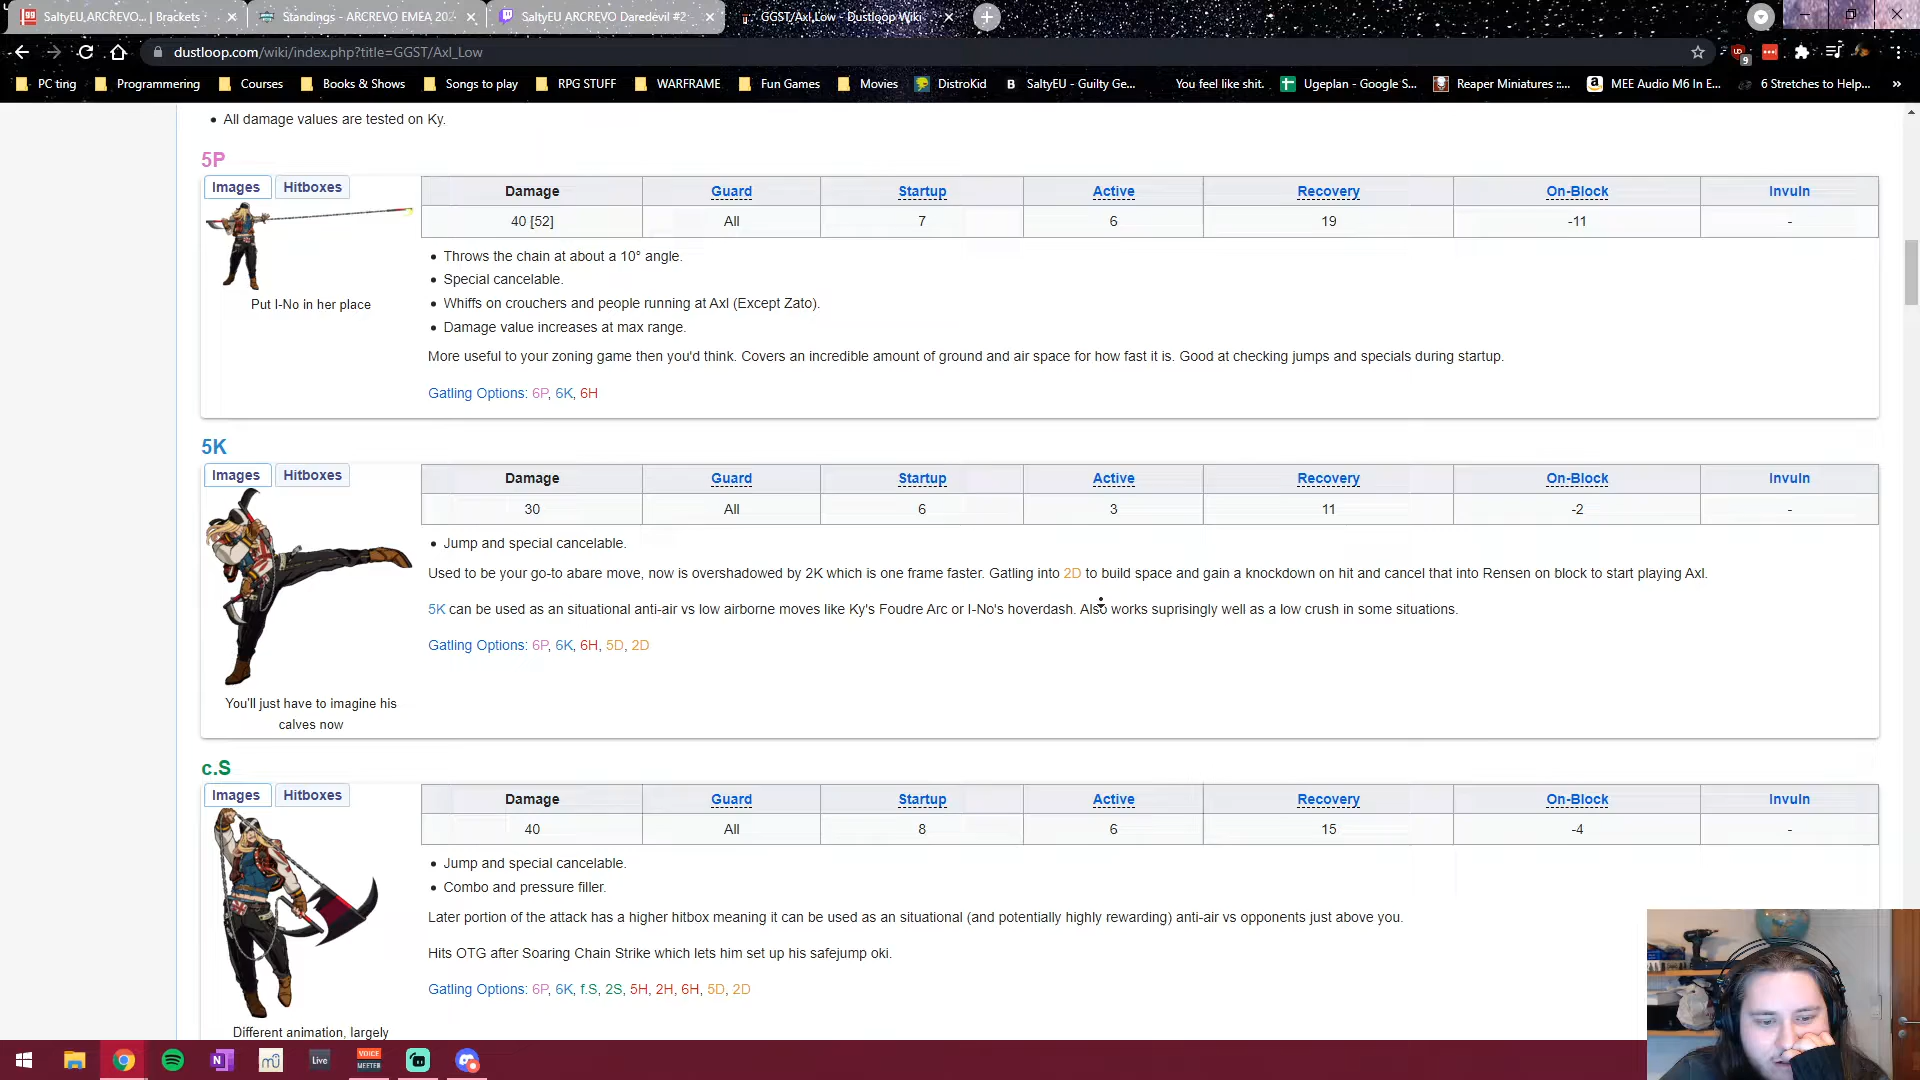 SaltyEU ARCREVO... | Brackets
Standings - ARCREVO EMEA 202
SaltyEU ARCREVO Daredevil #2
GGST/Axl Low - Dustloop Wiki
dustloop.com/wiki/index.php?title=GGST/Axl_Low
9
PC ting
Programmering
Courses
Books & Shows
Songs to play
RPG STUFF
WARFRAME
Fun Games
Movies
DistroKid
B SaltyEU - Guilty Ge...
You feel like shit.
Ugeplan - Google S...
Reaper Miniatures ::...
MEE Audio M6 In E...
6 Stretches to Help...
»
• All damage values are tested on Ky.
5P
Images Hitboxes
Damage Guard Startup Active Recovery On-Block Invuln
40 [52] All 7 6 19 -11 -
• Throws the chain at about a 10° angle.
• Special cancelable.
• Whiffs on crouchers and people running at Axl (Except Zato).
• Damage value increases at max range.
Put I-No in her place
More useful to your zoning game then you'd think. Covers an incredible amount of ground and air space for how fast it is. Good at checking jumps and specials during startup.
Gatling Options: 6P, 6K, 6H
5K
Images Hitboxes
Damage Guard Startup Active Recovery On-Block Invuln
30 All 6 3 11 -2 -
• Jump and special cancelable.
Used to be your go-to abare move, now is overshadowed by 2K which is one frame faster. Gatling into 2D to build space and gain a knockdown on hit and cancel that into Rensen on block to start playing Axl.
5K can be used as an situational anti-air vs low airborne moves like Ky's Foudre Arc or I-No's hoverdash. Also works suprisingly well as a low crush in some situations.
Gatling Options: 6P, 6K, 6H, 5D, 2D
You'll just have to imagine his
calves now
c.S
Images Hitboxes
Damage Guard Startup Active Recovery On-Block Invuln
40 All 8 6 15 -4 -
• Jump and special cancelable.
• Combo and pressure filler.
Later portion of the attack has a higher hitbox meaning it can be used as an situational (and potentially highly rewarding) anti-air vs opponents just above you.
Hits OTG after Soaring Chain Strike which lets him set up his safejump oki.
Gatling Options: 6P, 6K, f.S, 2S, 5H, 2H, 6H, 5D, 2D
Different animation, largely
Live
VOICE
MEETER